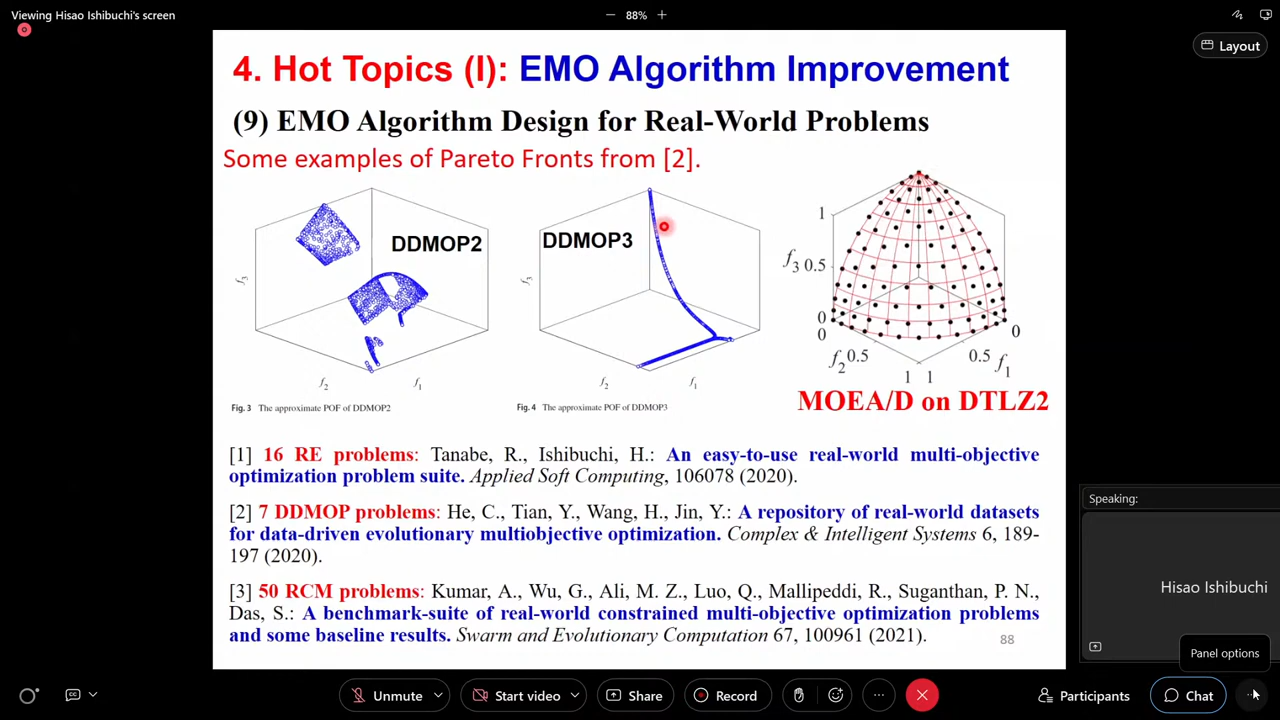 Viewing Hisao Ishibuchi's screen
88%
Layout
4. Hot Topics (I): EMO Algorithm Improvement
(9) EMO Algorithm Design for Real-World Problems
Some examples of Pareto Fronts from [2].
DDMOP2
f3
f2
f1
Fig. 3 The approximate POF of DDMOP2
DDMOP3
f3
f2
f1
Fig. 4 The approximate POF of DDMOP3
1
f3 0.5
0
0
0
f2 0.5
0.5 f1
1 1
MOEA/D on DTLZ2
[1] 16 RE problems: Tanabe, R., Ishibuchi, H.: An easy-to-use real-world multi-objective
optimization problem suite. Applied Soft Computing, 106078 (2020).
[2] 7 DDMOP problems: He, C., Tian, Y., Wang, H., Jin, Y.: A repository of real-world datasets
for data-driven evolutionary multiobjective optimization. Complex & Intelligent Systems 6, 189-
197 (2020).
[3] 50 RCM problems: Kumar, A., Wu, G., Ali, M. Z., Luo, Q., Mallipeddi, R., Suganthan, P. N.,
Das, S.: A benchmark-suite of real-world constrained multi-objective optimization problems
and some baseline results. Swarm and Evolutionary Computation 67, 100961 (2021).
88
Speaking:
Hisao Ishibuchi
Panel options
CC
Unmute
Start video
Share
Record
Participants
Chat